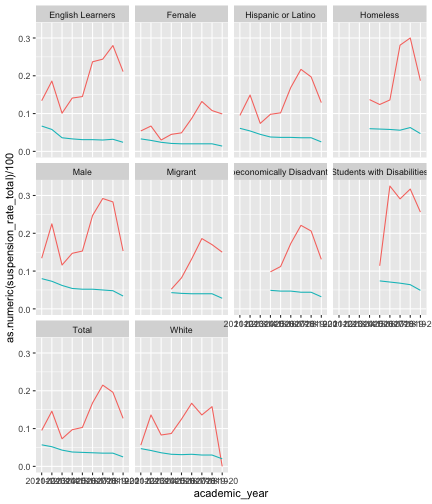 English Learners
Female
Hispanic or Latino
Homeless
0.3
0.2
0.1
0.0
Male
Migrant
Students with Disabilities
0.3
0.2
0.1
0.0
Total
White
0.3
0.2
0.1
0.0
as.numeric(suspension_rate_total)/100
academic_year